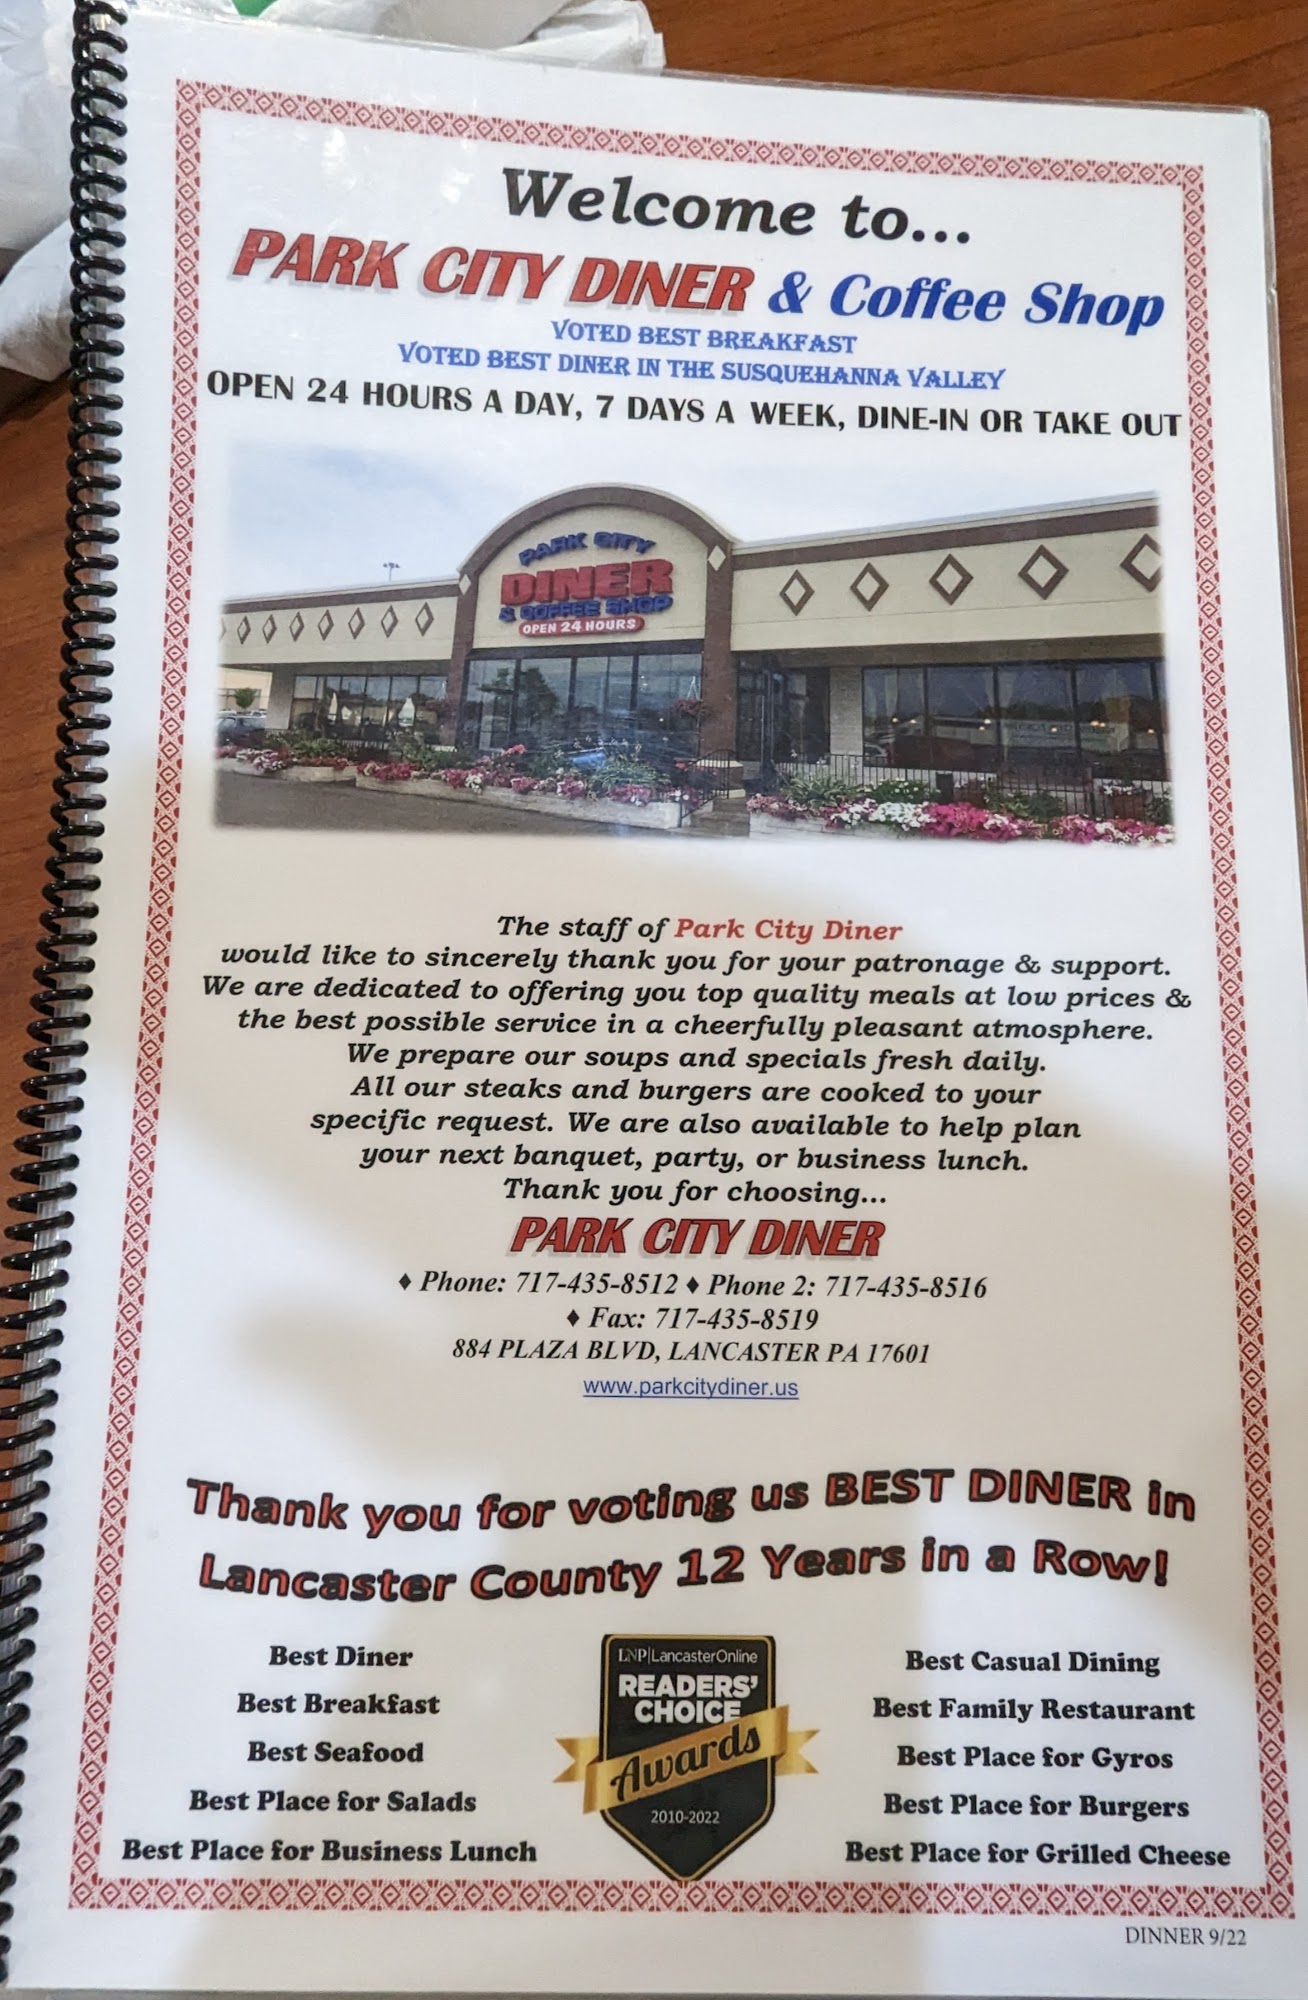 Welcome to...
PARK CITY DINER & Coffee Shop
VOTED BEST BREAKFAST
VOTED BEST DINER IN THE SUSQUEHANNA VALLEY
OPEN 24 HOURS A DAY, 7 DAYS A WEEK, DINE-IN OR TAKE OUT
PARK CITY
DINER
& COFFEE SHOP
OPEN 24 HOURS
The staff of Park City Diner
would like to sincerely thank you for your patronage & support.
We are dedicated to offering you top quality meals at low prices &
the best possible service in a cheerfully pleasant atmosphere.
We prepare our soups and specials fresh daily.
All our steaks and burgers are cooked to your
specific request. We are also available to help plan
your next banquet, party, or business lunch.
Thank you for choosing...
PARK CITY DINER
♦ Phone: 717-435-8512 ♦ Phone 2: 717-435-8516
♦ Fax: 717-435-8519
884 PLAZA BLVD, LANCASTER PA 17601
www.parkcitydiner.us
Thank you for voting us BEST DINER in
Lancaster County 12 Years in a Row!
Best Diner
Best Breakfast
Best Seafood
Best Place for Salads
Best Place for Business Lunch
LNP|LancasterOnline
READERS'
CHOICE
Awards
2010-2022
Best Casual Dining
Best Family Restaurant
Best Place for Gyros
Best Place for Burgers
Best Place for Grilled Cheese
DINNER 9/22